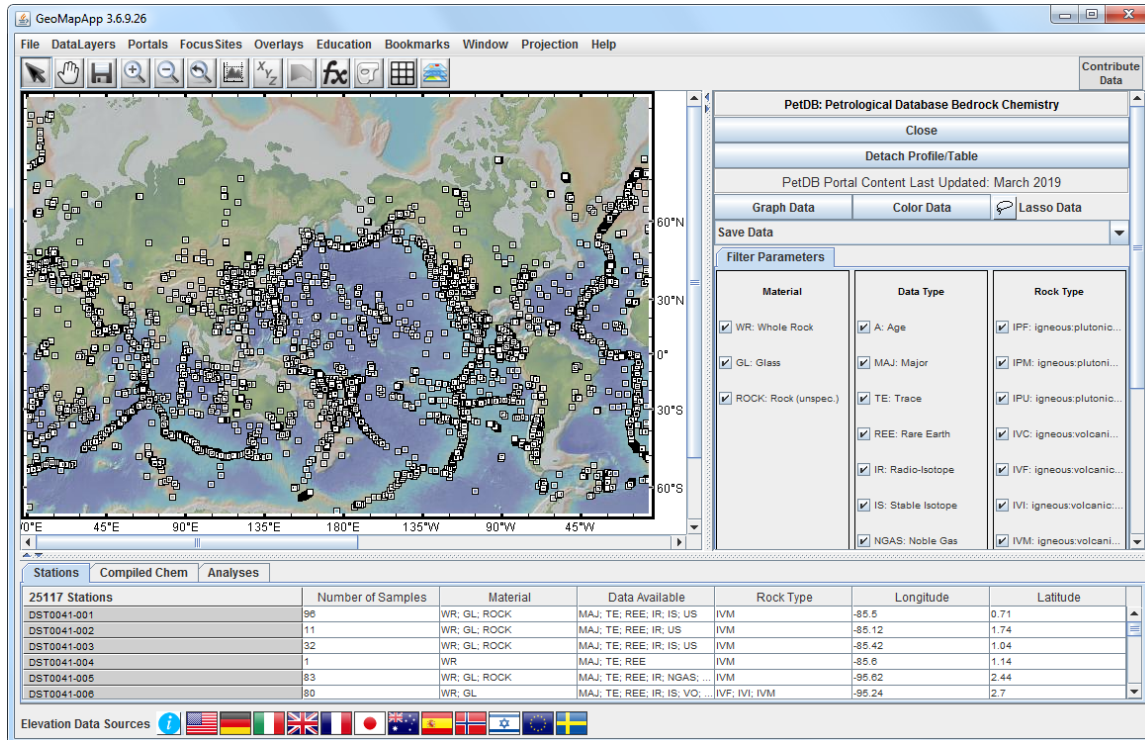 GeoMapApp 3.6.9.26
File DataLayers Portals FocusSites Overlays Education Bookmarks Window Projection Help
XYZ fx
Contribute
Data
PetDB: Petrological Database Bedrock Chemistry
Close
Detach Profile/Table
PetDB Portal Content Last Updated: March 2019
Graph Data Color Data Lasso Data
Save Data
Filter Parameters
Material Data Type Rock Type
WR: Whole Rock A: Age IPF: igneous:plutonic...
GL: Glass MAJ: Major IPM: igneous:plutoni...
ROCK: Rock (unspec.) TE: Trace IPU: igneous:plutonic...
REE: Rare Earth IVC: igneous:volcani...
IR: Radio-Isotope IVF: igneous:volcanic...
IS: Stable Isotope IVI: igneous:volcanic:...
NGAS: Noble Gas IVM: igneous:volcani...
60°N
30°N
0°
30°S
60°S
0°E 45°E 90°E 135°E 180°E 135°W 90°W 45°W
Stations Compiled Chem Analyses
25117 Stations Number of Samples Material Data Available Rock Type Longitude Latitude
DST0041-001 96 WR; GL; ROCK MAJ; TE; REE; IR; IS; US IVM -85.5 0.71
DST0041-002 11 WR; GL; ROCK MAJ; TE; REE; IR; US IVM -85.12 1.74
DST0041-003 32 WR; GL; ROCK MAJ; TE; REE; IR; IS; US IVM -85.42 1.04
DST0041-004 1 WR MAJ; TE; REE IVM -85.6 1.14
DST0041-005 83 WR; GL; ROCK MAJ; TE; REE; IR; NGAS; ... IVM -95.62 2.44
DST0041-006 80 WR; GL MAJ; TE; REE; IR; IS; VO; ... IVF; IVI; IVM -95.24 2.7
Elevation Data Sources i